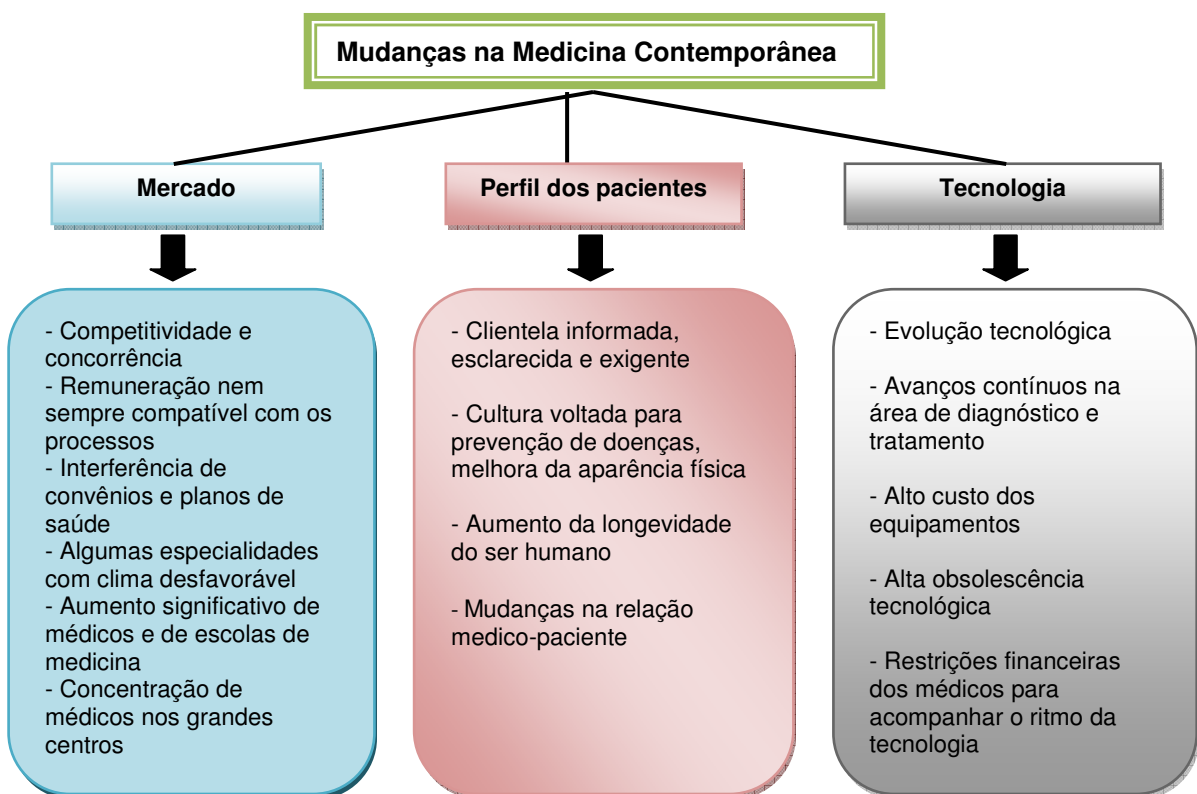 Mudanças na Medicina Contemporânea
Mercado
- Competitividade e
concorrência
- Remuneração nem
sempre compatível com os
processos
- Interferência de
convênios e planos de
saúde
- Algumas especialidades
com clima desfavorável
- Aumento significativo de
médicos e de escolas de
medicina
- Concentração de
médicos nos grandes
centros
Perfil dos pacientes
- Clientela informada,
esclarecida e exigente
- Cultura voltada para
prevenção de doenças,
melhora da aparência física
- Aumento da longevidade
do ser humano
- Mudanças na relação
medico-paciente
Tecnologia
- Evolução tecnológica
- Avanços contínuos na
área de diagnóstico e
tratamento
- Alto custo dos
equipamentos
- Alta obsolescência
tecnológica
- Restrições financeiras
dos médicos para
acompanhar o ritmo da
tecnologia